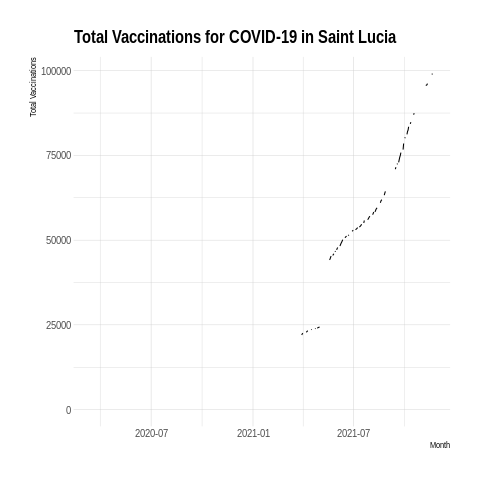 Total Vaccinations for COVID-19 in Saint Lucia
Total Vaccinations
100000
75000
50000
25000
0
2020-07 2021-01 2021-07
Month